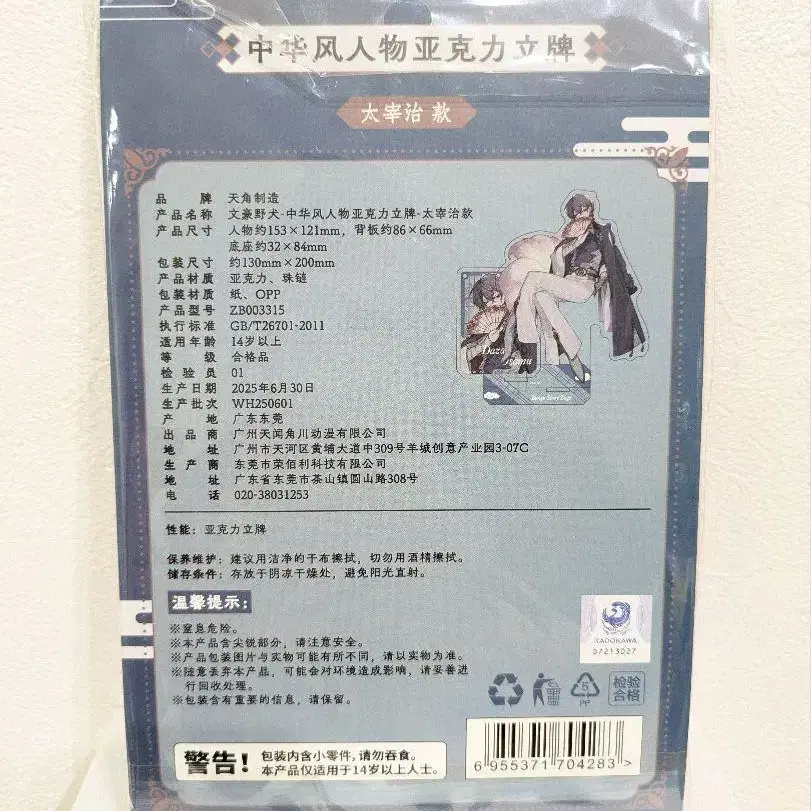 中华风人物亚克力立牌
太宰治 款
品牌 天角制造
产品名称 文豪野犬-中华风人物亚克力立牌-太宰治款
产品尺寸 人物约153×121mm，背板约86×66mm
底座约32×84mm
包装尺寸 约130mm×200mm
产品材质 亚克力、珠链
包装材质 纸、OPP
产品型号 ZB003315
执行标准 GB/T26701-2011
适用年龄 14岁以上
等级 合格品
检验员 01
生产日期 2025年6月30日
生产批次 WH250601
产地 广东东莞
出品商 广州天闻角川动漫有限公司
地址 广州市天河区黄埔大道中309号羊城创意产业园3-07C
生产商 东莞市荣佰利科技有限公司
地址 广东省东莞市茶山镇圆山路308号
电话 020-38031253
性能：亚克力立牌
保养维护：建议用洁净的干布擦拭，切勿用酒精擦拭。
储存条件：存放于阴凉干燥处，避免阳光直射。
温馨提示：
※窒息危险。
※本产品含尖锐部分，请注意安全。
※产品包装图片与实物可能有所不同，请以实物为准。
※随意丢弃本产品，可能会对环境造成影响，请妥善进
行回收处理。
※包装含有重要的信息，请保留。
KADOKAWA
07213027
5
PP
检验
合格
警告！
包装内含小零件，请勿吞食。
本产品仅适用于14岁以上人士。
6 955371 704283 >